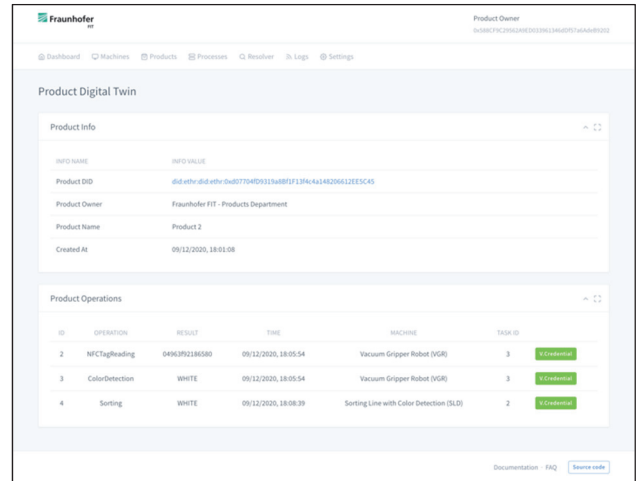 Fraunhofer
FIT
Product Owner
Dashboard Machines Products Processes Resolver Logs Settings
Product Digital Twin
Product Info
INFO NAME INFO VALUE
Product DID did:ethr:did:ethr:0xd07704fD9319a8Bf1F13f4c4a148206612EE5C45
Product Owner Fraunhofer FIT - Products Department
Product Name Product 2
Created At 09/12/2020, 18:01:08
Product Operations
ID OPERATION RESULT TIME MACHINE TASK ID
2 NFCTagReading 04963f92186580 09/12/2020, 18:05:54 Vacuum Gripper Robot (VGR) 3 V.Credential
3 ColorDetection WHITE 09/12/2020, 18:05:54 Vacuum Gripper Robot (VGR) 3 V.Credential
4 Sorting WHITE 09/12/2020, 18:08:39 Sorting Line with Color Detection (SLD) 2 V.Credential
Documentation · FAQ Source code